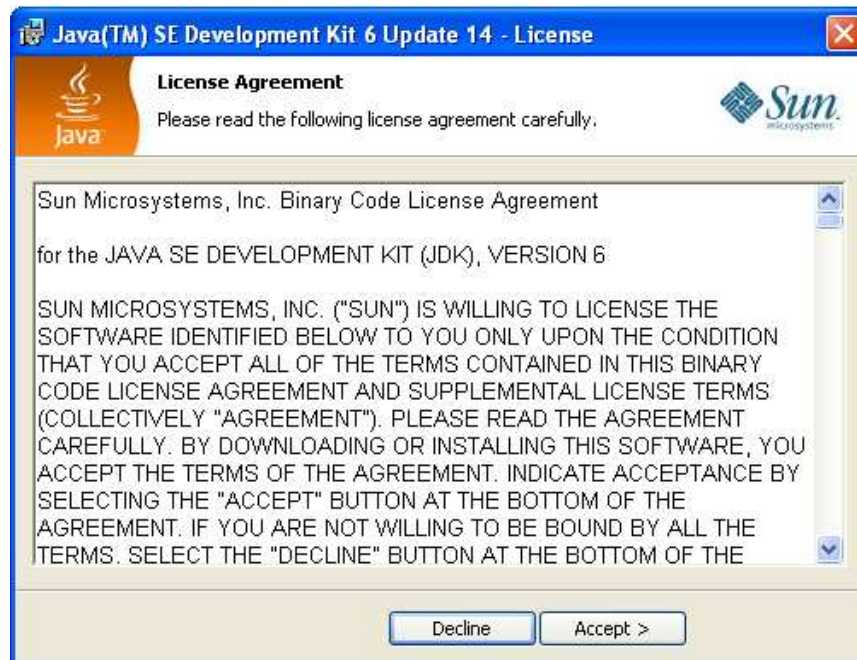 Java(TM) SE Development Kit 6 Update 14 - License
License Agreement
Please read the following license agreement carefully.
Java
Sun
microsystems
Sun Microsystems, Inc. Binary Code License Agreement
for the JAVA SE DEVELOPMENT KIT (JDK), VERSION 6
SUN MICROSYSTEMS, INC. ("SUN") IS WILLING TO LICENSE THE
SOFTWARE IDENTIFIED BELOW TO YOU ONLY UPON THE CONDITION
THAT YOU ACCEPT ALL OF THE TERMS CONTAINED IN THIS BINARY
CODE LICENSE AGREEMENT AND SUPPLEMENTAL LICENSE TERMS
(COLLECTIVELY "AGREEMENT"). PLEASE READ THE AGREEMENT
CAREFULLY. BY DOWNLOADING OR INSTALLING THIS SOFTWARE, YOU
ACCEPT THE TERMS OF THE AGREEMENT. INDICATE ACCEPTANCE BY
SELECTING THE "ACCEPT" BUTTON AT THE BOTTOM OF THE
AGREEMENT. IF YOU ARE NOT WILLING TO BE BOUND BY ALL THE
TERMS. SELECT THE "DECLINE" BUTTON AT THE BOTTOM OF THE
Decline
Accept >